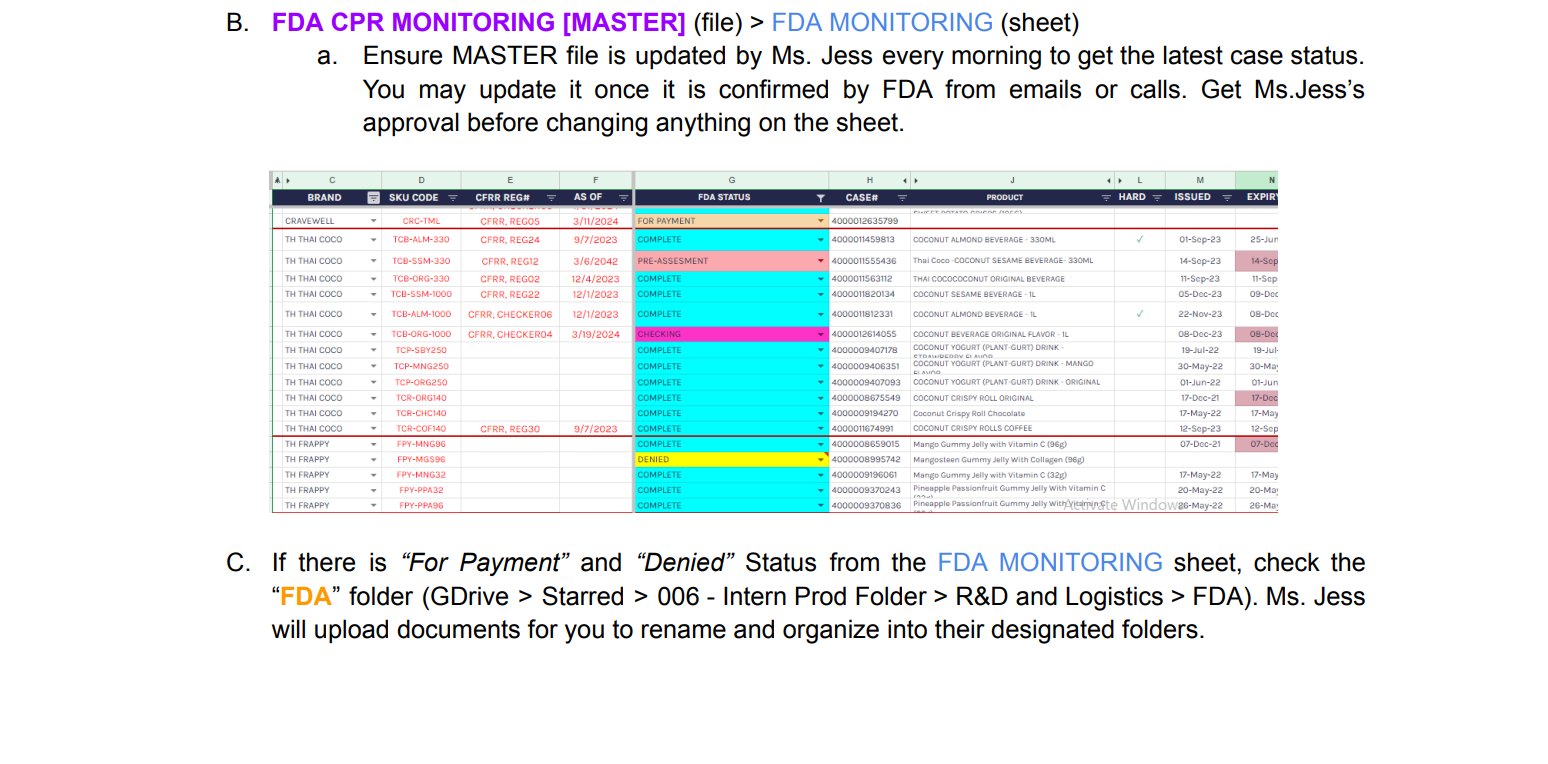 B. FDA CPR MONITORING [MASTER] (file) > FDA MONITORING (sheet)
a. Ensure MASTER file is updated by Ms. Jess every morning to get the latest case status.
You may update it once it is confirmed by FDA from emails or calls. Get Ms.Jess's
approval before changing anything on the sheet.
A C D E F G H J L M N
BRAND SKU CODE CFRR REG# AS OF FDA STATUS CASE# PRODUCT HARD ISSUED EXPIR
CRAVEWELL CRC-TML CFRR, REG05 3/11/2024 FOR PAYMENT 4000012635799
TH THAI COCO TCB-ALM-330 CFRR, REG24 9/7/2023 COMPLETE 4000011459813 COCONUT ALMOND BEVERAGE - 330ML ✓ 01-Sep-23 25-Jun
TH THAI COCO TCB-SSM-330 CFRR, REG12 3/6/2042 PRE-ASSESMENT 4000011555436 Thai Coco -COCONUT SESAME BEVERAGE- 330ML 14-Sep-23 14-Sep
TH THAI COCO TCB-ORG-330 CFRR, REG02 12/4/2023 COMPLETE 4000011563112 THAI COCOCOCONUT ORIGINAL BEVERAGE 11-Sep-23 11-Sep
TH THAI COCO TCB-SSM-1000 CFRR, REG22 12/1/2023 COMPLETE 4000011820134 COCONUT SESAME BEVERAGE - 1L 05-Dec-23 09-Dec
TH THAI COCO TCB-ALM-1000 CFRR, CHECKER06 12/1/2023 COMPLETE 4000011812331 COCONUT ALMOND BEVERAGE - 1L ✓ 22-Nov-23 08-Dec
TH THAI COCO TCB-ORG-1000 CFRR, CHECKER04 3/19/2024 CHECKING 4000012614055 COCONUT BEVERAGE ORIGINAL FLAVOR - 1L 08-Dec-23 08-Dec
TH THAI COCO TCP-SBY250 COMPLETE 4000009407178 COCONUT YOGURT (PLANT-GURT) DRINK - 19-Jul-22 19-Jul-
TH THAI COCO TCP-MNG250 COMPLETE 4000009406351 COCONUT YOGURT (PLANT-GURT) DRINK - MANGO 30-May-22 30-May
TH THAI COCO TCP-ORG250 COMPLETE 4000009407093 COCONUT YOGURT (PLANT-GURT) DRINK - ORIGINAL 01-Jun-22 01-Jun
TH THAI COCO TCR-ORG140 COMPLETE 4000008675549 COCONUT CRISPY ROLL ORIGINAL 17-Dec-21 17-Dec
TH THAI COCO TCR-CHC140 COMPLETE 4000009194270 Coconut Crispy Roll Chocolate 17-May-22 17-May
TH THAI COCO TCR-COF140 CFRR, REG30 9/7/2023 COMPLETE 4000011674991 COCONUT CRISPY ROLLS COFFEE 12-Sep-23 12-Sep
TH FRAPPY FPY-MNG96 COMPLETE 4000008659015 Mango Gummy Jelly with Vitamin C (96g) 07-Dec-21 07-Dec
TH FRAPPY FPY-MGS96 DENIED 4000008995742 Mangosteen Gummy Jelly With Collagen (96g)
TH FRAPPY FPY-MNG32 COMPLETE 4000009196061 Mango Gummy Jelly with Vitamin C (32g) 17-May-22 17-May
TH FRAPPY FPY-PPA32 COMPLETE 4000009370243 Pineapple Passionfruit Gummy Jelly With Vitamin C 20-May-22 20-May
TH FRAPPY FPY-PPA96 COMPLETE 4000009370836 Pineapple Passionfruit Gummy Jelly With Vitamin C 26-May-22 26-May
Activate Windows
C. If there is “For Payment” and “Denied” Status from the FDA MONITORING sheet, check the
“FDA” folder (GDrive > Starred > 006 - Intern Prod Folder > R&D and Logistics > FDA). Ms. Jess
will upload documents for you to rename and organize into their designated folders.